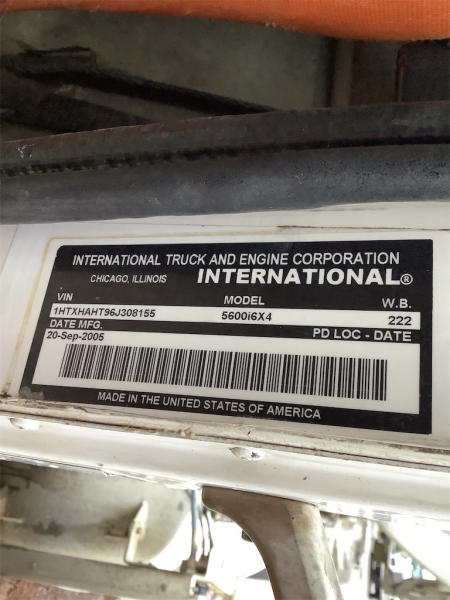 INTERNATIONAL TRUCK AND ENGINE CORPORATION
CHICAGO, ILLINOIS INTERNATIONAL®
VIN MODEL W.B.
1HTXHAHT96J308155 5600i6X4 222
DATE MFG. PD LOC - DATE
20-Sep-2005
MADE IN THE UNITED STATES OF AMERICA